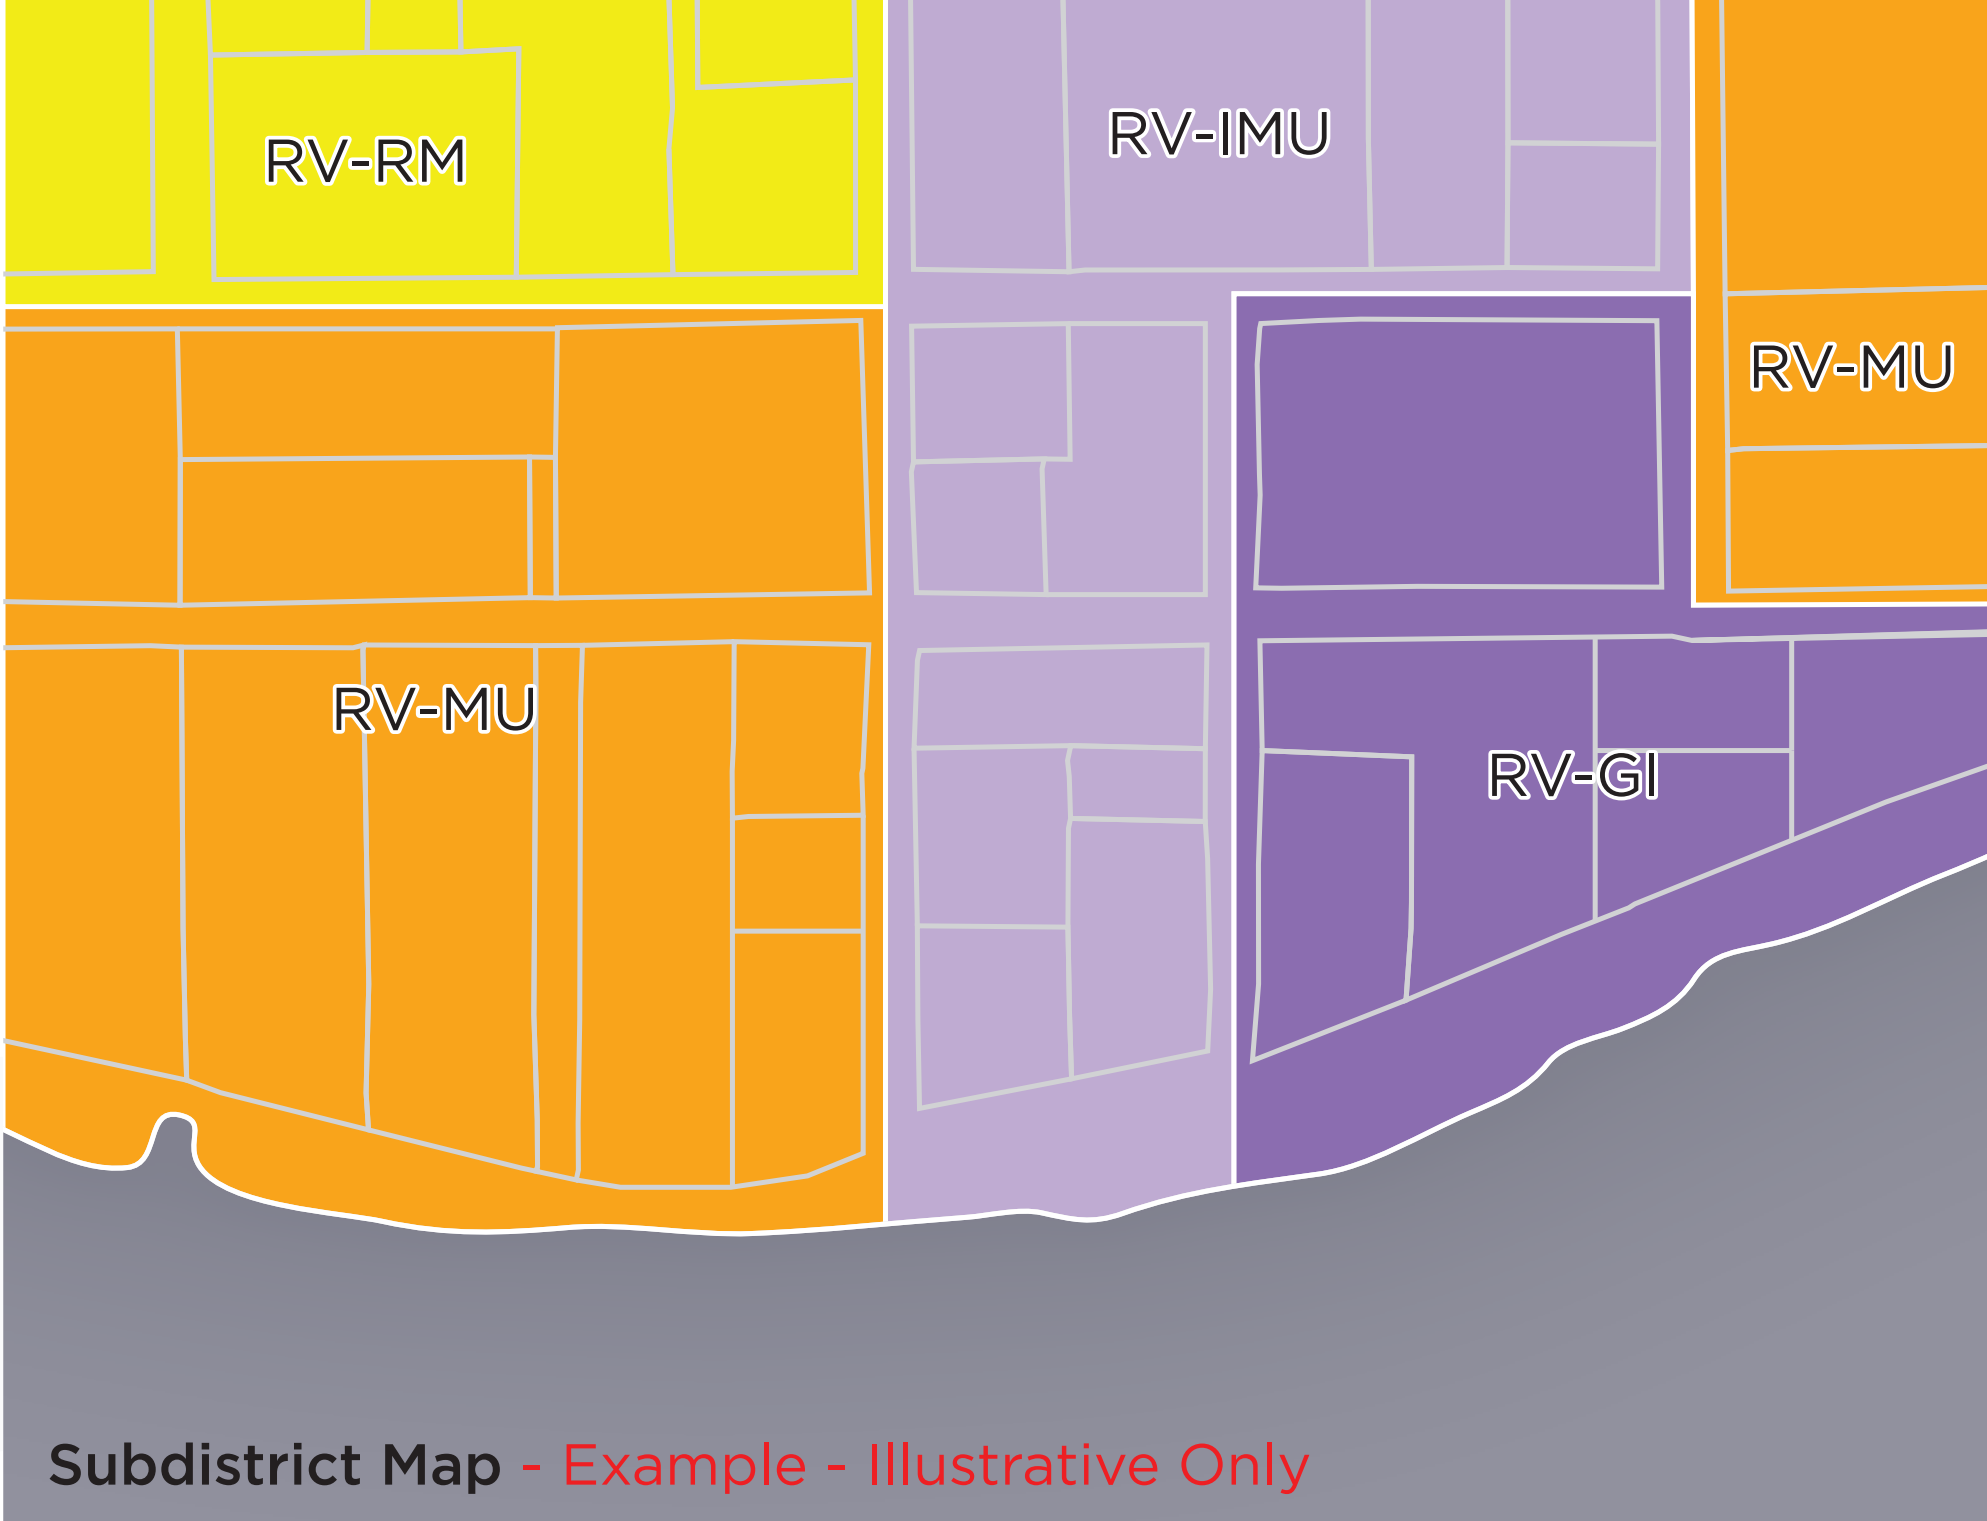 RV-RM
RV-IMU
RV-MU
RV-MU
RV-GI
Subdistrict Map - Example - Illustrative Only